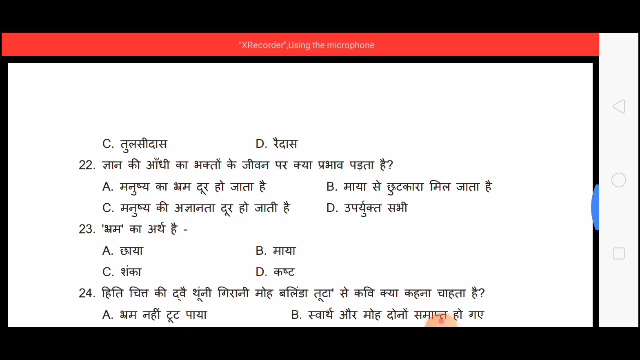 "XRecorder",Using the microphone
C. तुलसीदास D. रैदास
22. ज्ञान की आँधी का भक्तों के जीवन पर क्या प्रभाव पड़ता है?
A. मनुष्य का भ्रम दूर हो जाता है B. माया से छुटकारा मिल जाता है
C. मनुष्य की अज्ञानता दूर हो जाती है D. उपर्युक्त सभी
23. 'भ्रम' का अर्थ है -
A. छाया B. माया
C. शंका D. कष्ट
24. हिति चित्त की द्वै थूंनी गिरानी मोह बलिंडा तूटा' से कवि क्या कहना चाहता है?
A. भ्रम नहीं टूट पाया B. स्वार्थ और मोह दोनों समाप्त हो गए